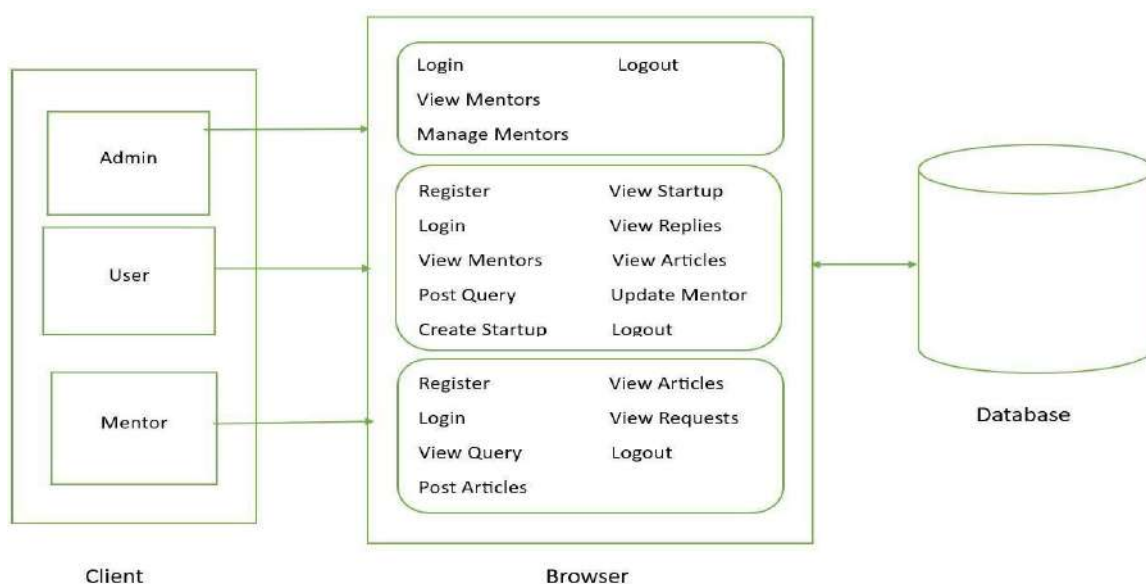 Admin
User
Mentor
Client
Login
View Mentors
Manage Mentors
Logout
Register
Login
View Mentors
Post Query
Create Startup
View Startup
View Replies
View Articles
Update Mentor
Logout
Register
Login
View Query
Post Articles
View Articles
View Requests
Logout
Browser
Database